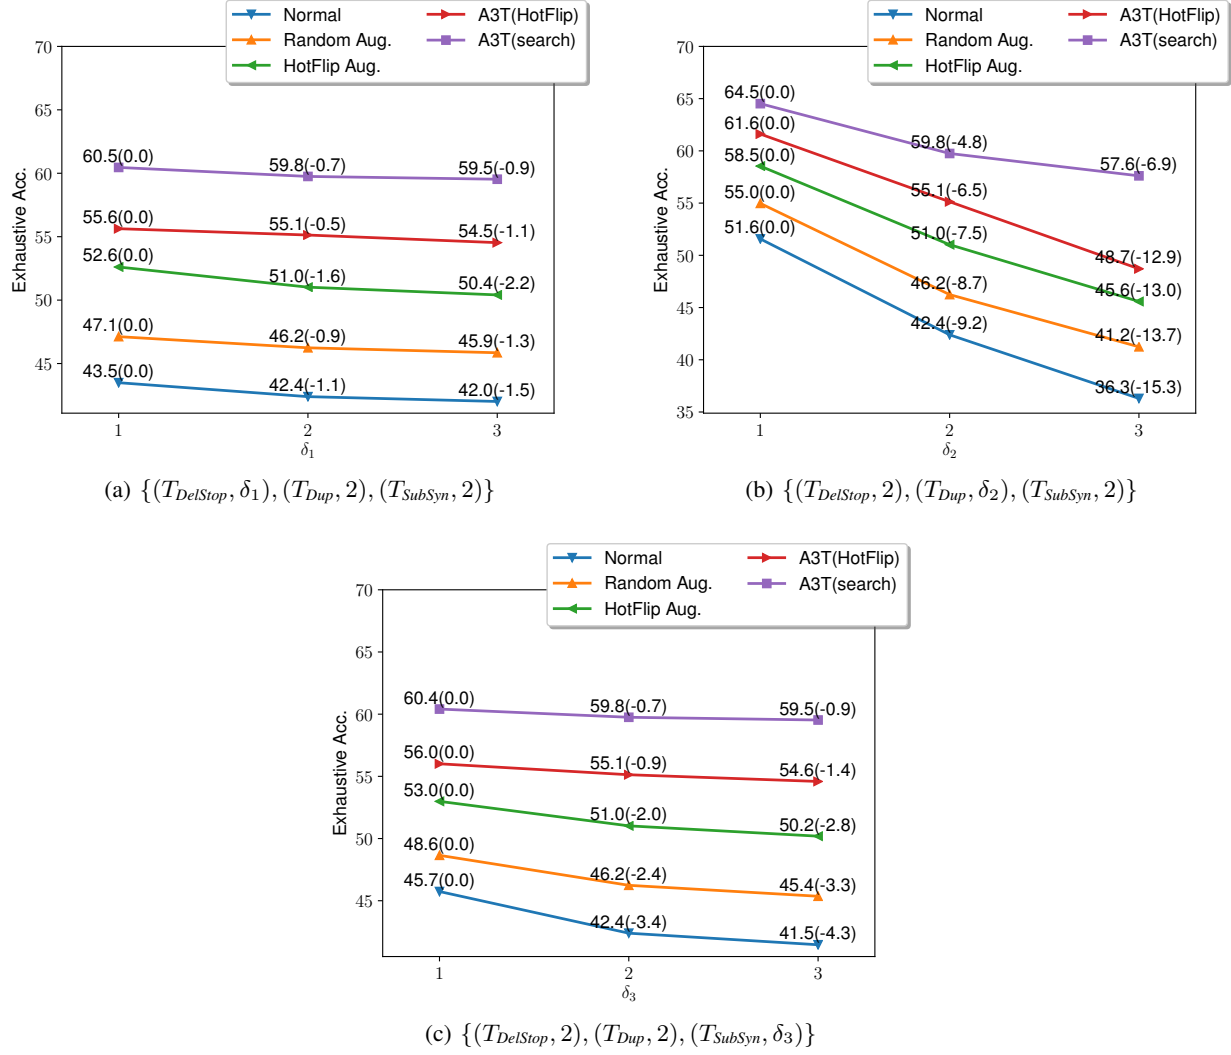 Normal
Random Aug.
HotFlip Aug.
A3T(HotFlip)
A3T(search)
70
65
60
55
50
45
Exhaustive Acc.
60.5(0.0) 59.8(-0.7) 59.5(-0.9)
55.6(0.0) 55.1(-0.5) 54.5(-1.1)
52.6(0.0) 51.0(-1.6) 50.4(-2.2)
47.1(0.0) 46.2(-0.9) 45.9(-1.3)
43.5(0.0) 42.4(-1.1) 42.0(-1.5)
1 2 3
δ₁
(a) {(T_DelStop, δ₁), (T_Dup, 2), (T_SubSyn, 2)}
Normal
Random Aug.
HotFlip Aug.
A3T(HotFlip)
A3T(search)
70
65
60
55
50
45
40
35
Exhaustive Acc.
64.5(0.0) 59.8(-4.8) 57.6(-6.9)
61.6(0.0) 55.1(-6.5) 48.7(-12.9)
58.5(0.0) 51.0(-7.5) 45.6(-13.0)
55.0(0.0) 46.2(-8.7) 41.2(-13.7)
51.6(0.0) 42.4(-9.2) 36.3(-15.3)
1 2 3
δ₂
(b) {(T_DelStop, 2), (T_Dup, δ₂), (T_SubSyn, 2)}
Normal
Random Aug.
HotFlip Aug.
A3T(HotFlip)
A3T(search)
70
65
60
55
50
45
Exhaustive Acc.
60.4(0.0) 59.8(-0.7) 59.5(-0.9)
56.0(0.0) 55.1(-0.9) 54.6(-1.4)
53.0(0.0) 51.0(-2.0) 50.2(-2.8)
48.6(0.0) 46.2(-2.4) 45.4(-3.3)
45.7(0.0) 42.4(-3.4) 41.5(-4.3)
1 2 3
δ₃
(c) {(T_DelStop, 2), (T_Dup, 2), (T_SubSyn, δ₃)}